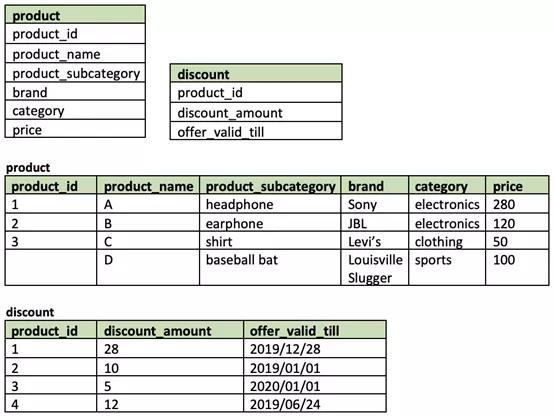 product
product_id
product_name
product_subcategory
brand
category
price
discount
product_id
discount_amount
offer_valid_till
product
product_id product_name product_subcategory brand category price
1 A headphone Sony electronics 280
2 B earphone JBL electronics 120
3 C shirt Levi's clothing 50
D baseball bat Louisville sports 100
Slugger
discount
product_id discount_amount offer_valid_till
1 28 2019/12/28
2 10 2019/01/01
3 5 2020/01/01
4 12 2019/06/24